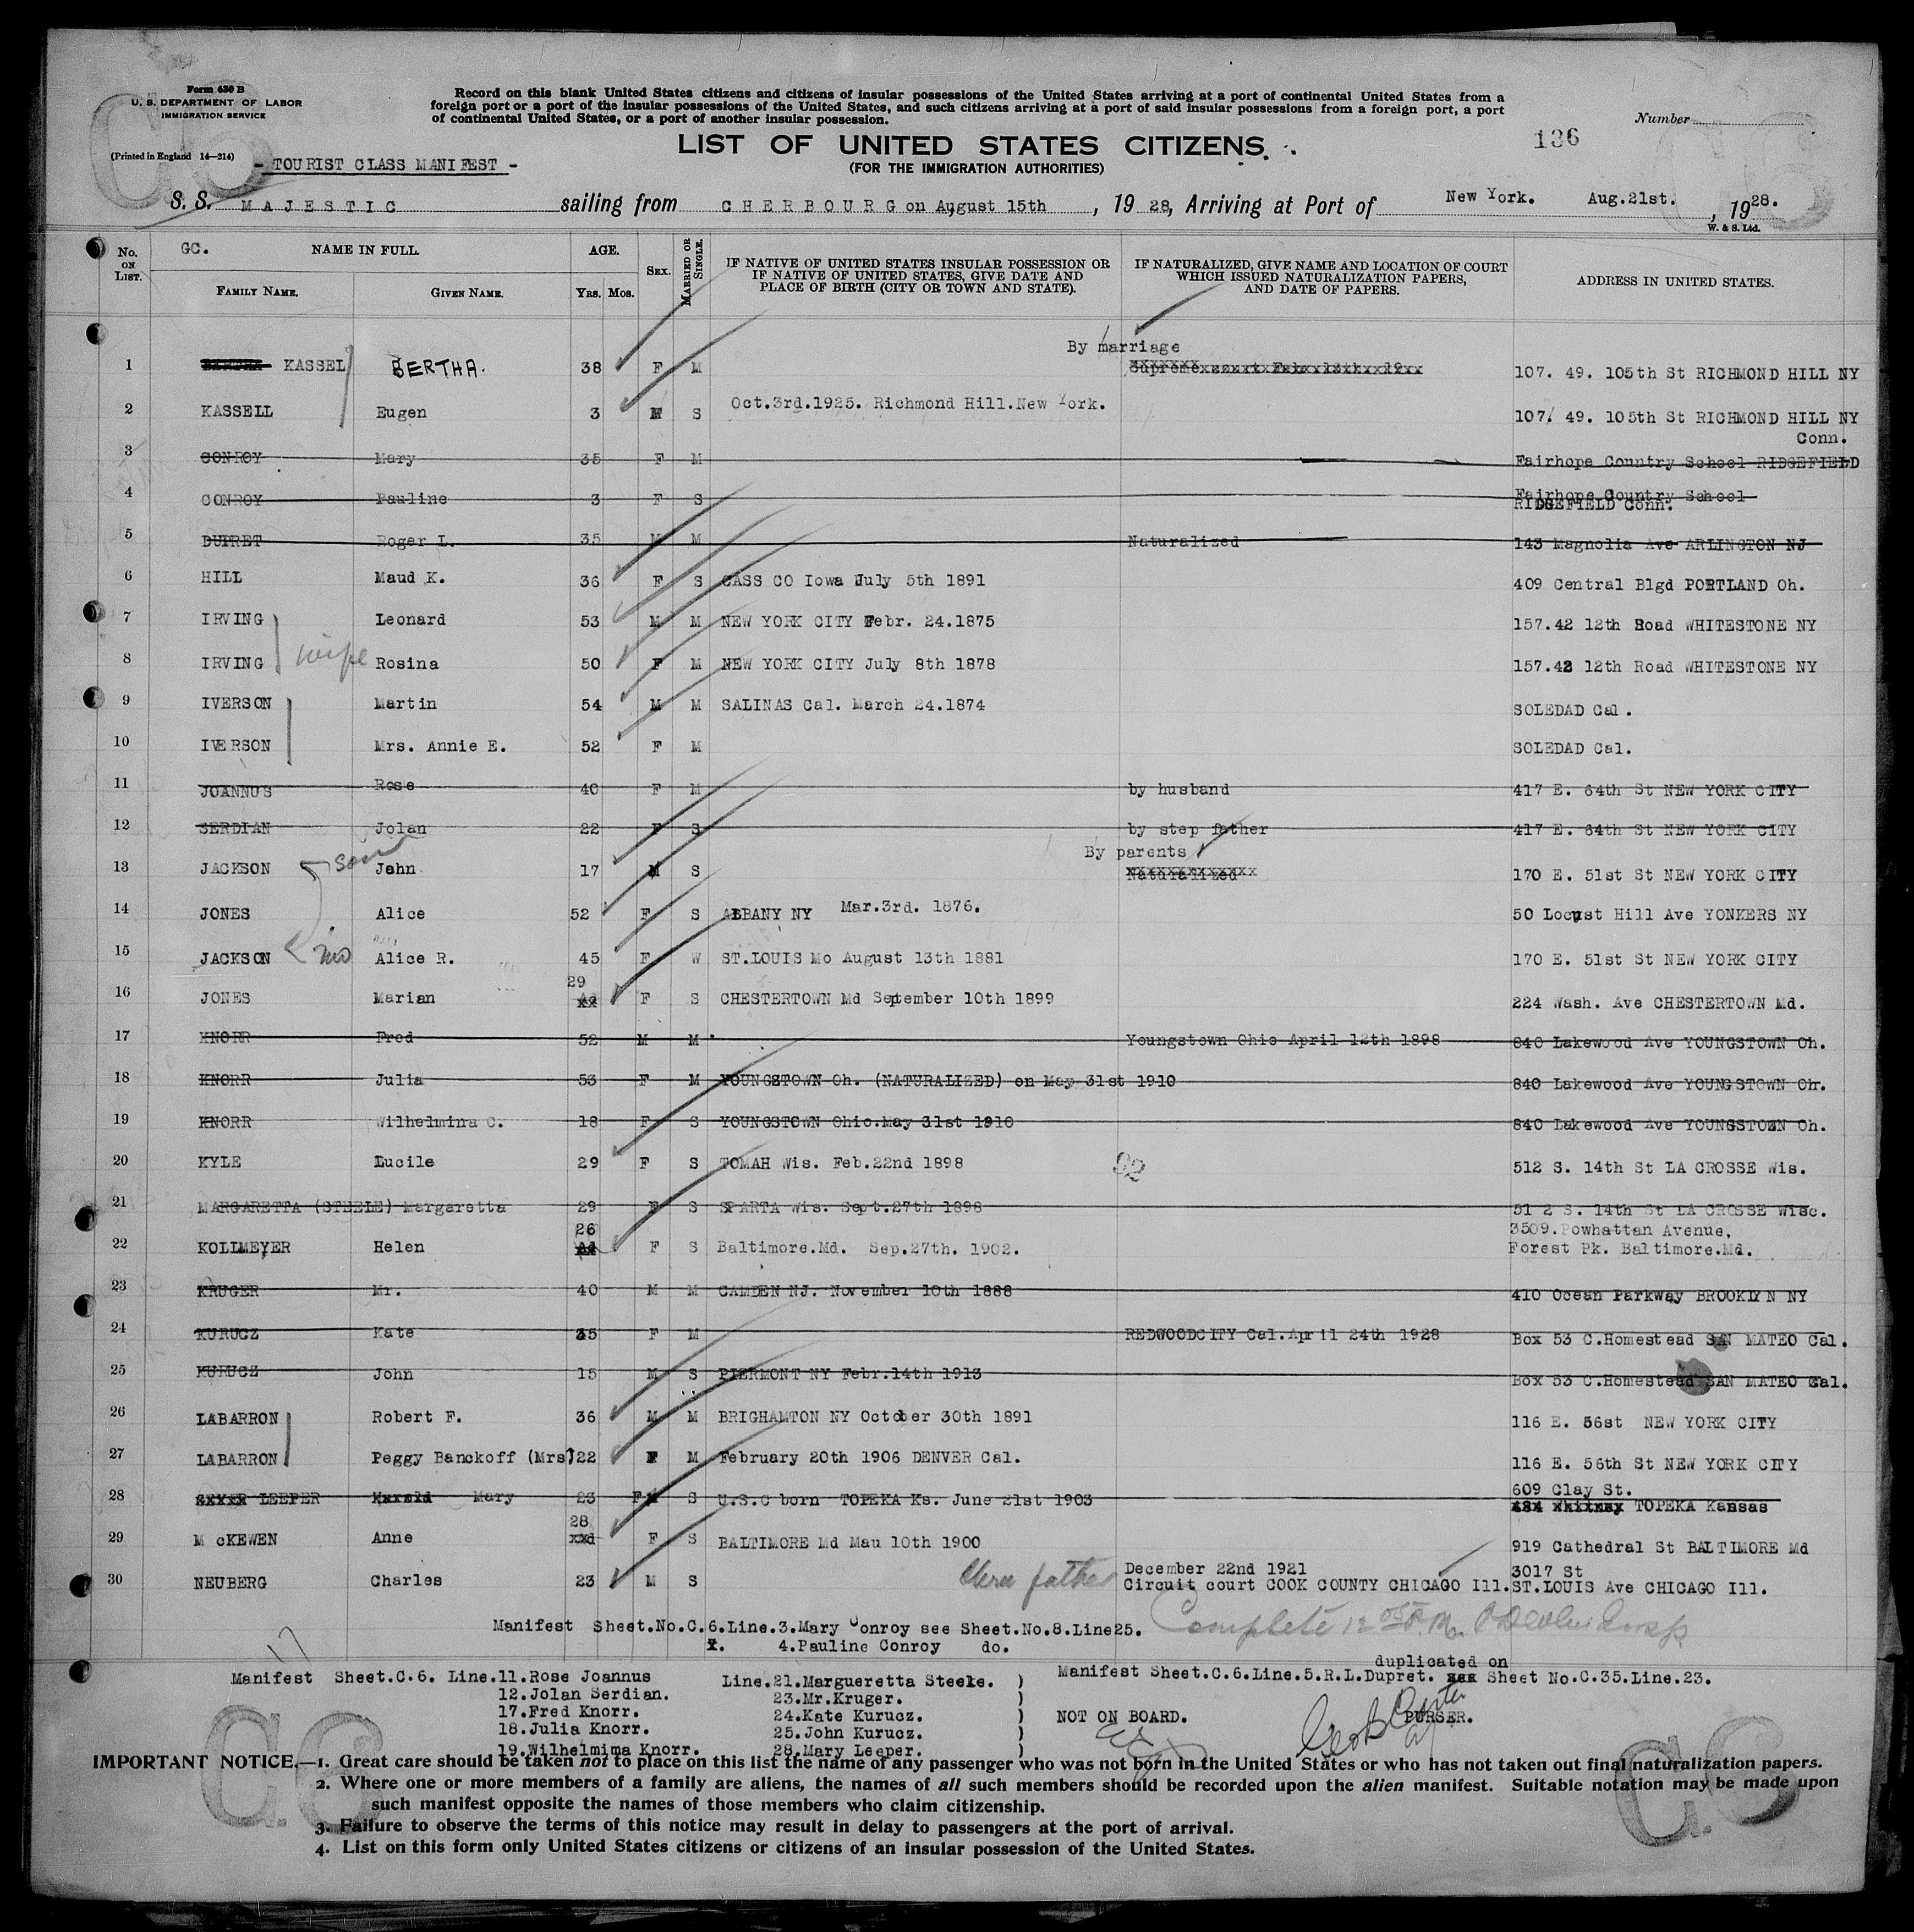 Form 630 B
U. S. DEPARTMENT OF LABOR
IMMIGRATION SERVICE
(Printed in England 14—214)
Record on this blank United States citizens and citizens of insular possessions of the United States arriving at a port of continental United States from a
foreign port or a port of the insular possessions of the United States, and such citizens arriving at a port of said insular possessions from a foreign port, a port
of continental United States, or a port of another insular possession.
Number
136
LIST OF UNITED STATES CITIZENS.
(FOR THE IMMIGRATION AUTHORITIES)
- TOURIST CLASS MANIFEST -
S. S. MAJESTIC sailing from CHERBOURG on August 15th, 19 28, Arriving at Port of New York. Aug.21st., 1928.
W. & S. Ltd.
No. ON LIST. GC. NAME IN FULL. AGE. SEX. MARRIED OR SINGLE. IF NATIVE OF UNITED STATES INSULAR POSSESSION OR IF NATIVE OF UNITED STATES, GIVE DATE AND PLACE OF BIRTH (CITY OR TOWN AND STATE). IF NATURALIZED, GIVE NAME AND LOCATION OF COURT WHICH ISSUED NATURALIZATION PAPERS, AND DATE OF PAPERS. ADDRESS IN UNITED STATES.
FAMILY NAME. GIVEN NAME. YRS. MOS.
By marriage
1 KASSEL BERTHA. 38 F M 107. 49. 105th St RICHMOND HILL NY
2 KASSELL Eugen 3 M S Oct.3rd.1925. Richmond Hill.New York. 107. 49. 105th St RICHMOND HILL NY
Conn.
3 CONROY Mary 35 F M Fairhope Country School RIDGEFIELD
4 CONROY Pauline 3 F S Fairhope Country School
RIDGEFIELD Conn.
5 DUPRET Roger L. 35 M M Naturalized 143 Magnolia Ave ARLINGTON NJ
6 HILL Maud K. 36 F S CASS CO Iowa July 5th 1891 409 Central Blgd PORTLAND Oh.
7 IRVING Leonard 53 M M NEW YORK CITY Febr. 24.1875 157.42 12th Road WHITESTONE NY
8 IRVING wife Rosina 50 F M NEW YORK CITY July 8th 1878 157.42 12th Road WHITESTONE NY
9 IVERSON Martin 54 M M SALINAS Cal. March 24.1874 SOLEDAD Cal.
10 IVERSON Mrs. Annie E. 52 F M SOLEDAD Cal.
11 JOANNUS Rose 40 F M by husband 417 E. 64th St NEW YORK CITY
12 SERDIAN Jolan 22 F S by step father 417 E. 64th St NEW YORK CITY
By parents
13 JACKSON John 17 M S Naturalized 170 E. 51st St NEW YORK CITY
14 JONES Alice 52 F S ALBANY NY Mar.3rd. 1876. 50 Locust Hill Ave YONKERS NY
15 JACKSON Alice R. 45 F W ST.LOUIS Mo August 13th 1881 170 E. 51st St NEW YORK CITY
29
16 JONES Marian F S CHESTERTOWN Md September 10th 1899 224 Wash. Ave CHESTERTOWN Md.
17 KNORR Fred 52 M M Youngstown Ohio April 12th 1898 840 Lakewood Ave YOUNGSTOWN Oh.
18 KNORR Julia 53 F M YOUNGSTOWN Oh. (NATURALIZED) on May 31st 1910 840 Lakewood Ave YOUNGSTOWN Oh.
19 KNORR Wilhelmina C. 18 F S YOUNGSTOWN Ohio.May 31st 1910 840 Lakewood Ave YOUNGSTOWN Oh.
20 KYLE Lucile 29 F S TOMAH Wis. Feb.22nd 1898 92 512 S. 14th St LA CROSSE Wis.
21 MARGARETTA (STEELE) Margaretta 29 F S SPARTA Wis. Sept.27th 1898 512 S. 14th St LA CROSSE Wisc.
26 3509.Powhattan Avenue,
22 KOLLMEYER Helen F S Baltimore.Md. Sep.27th. 1902. Forest Pk. Baltimore.Md.
23 KRUGER Mr. 40 M M CAMDEN NJ. November 10th 1888 410 Ocean Parkway BROOKLYN NY
24 KURUCZ Kate 35 F M REDWOODCITY Cal.April 24th 1928 Box 53 C.Homestead SAN MATEO Cal.
25 KURUCZ John 15 M S PIERMONT NY Febr.14th 1913 Box 53 C.Homestead SAN MATEO Cal.
26 LABARRON Robert F. 36 M M BRIGHAMTON NY October 30th 1891 116 E. 56st NEW YORK CITY
27 LABARRON Peggy Banckoff (Mrs) 22 F M February 20th 1906 DENVER Cal. 116 E. 56th St NEW YORK CITY
609 Clay St.
28 LEEPER Mary 23 F S U.S.C born TOPEKA Ks. June 21st 1903 TOPEKA Kansas
28
29 McKEWEN Anne F S BALTIMORE Md Mau 10th 1900 919 Cathedral St BALTIMORE Md
December 22nd 1921 3017 St
30 NEUBERG Charles 23 M S father Circuit court COOK COUNTY CHICAGO Ill. ST.LOUIS Ave CHICAGO Ill.
Manifest Sheet.No.C.6.Line.3.Mary Conroy see Sheet.No.8.Line25. Complete
4.Pauline Conroy do.
17
Manifest Sheet.C.6. Line.11.Rose Joannus Line.21.Margueretta Steele. )
12.Jolan Serdian. 23.Mr.Kruger. )
17.Fred Knorr. 24.Kate Kurucz. ) NOT ON BOARD.
18.Julia Knorr. 25.John Kurucz. )
19.Wilhelmima Knorr. 28.Mary Leeper. )
duplicated on
Manifest Sheet.C.6.Line.5.R.L.Dupret. Sheet No.C.35.Line.23.
PURSER.
IMPORTANT NOTICE.—1. Great care should be taken not to place on this list the name of any passenger who was not born in the United States or who has not taken out final naturalization papers.
2. Where one or more members of a family are aliens, the names of all such members should be recorded upon the alien manifest. Suitable notation may be made upon
such manifest opposite the names of those members who claim citizenship.
3. Failure to observe the terms of this notice may result in delay to passengers at the port of arrival.
4. List on this form only United States citizens or citizens of an insular possession of the United States.